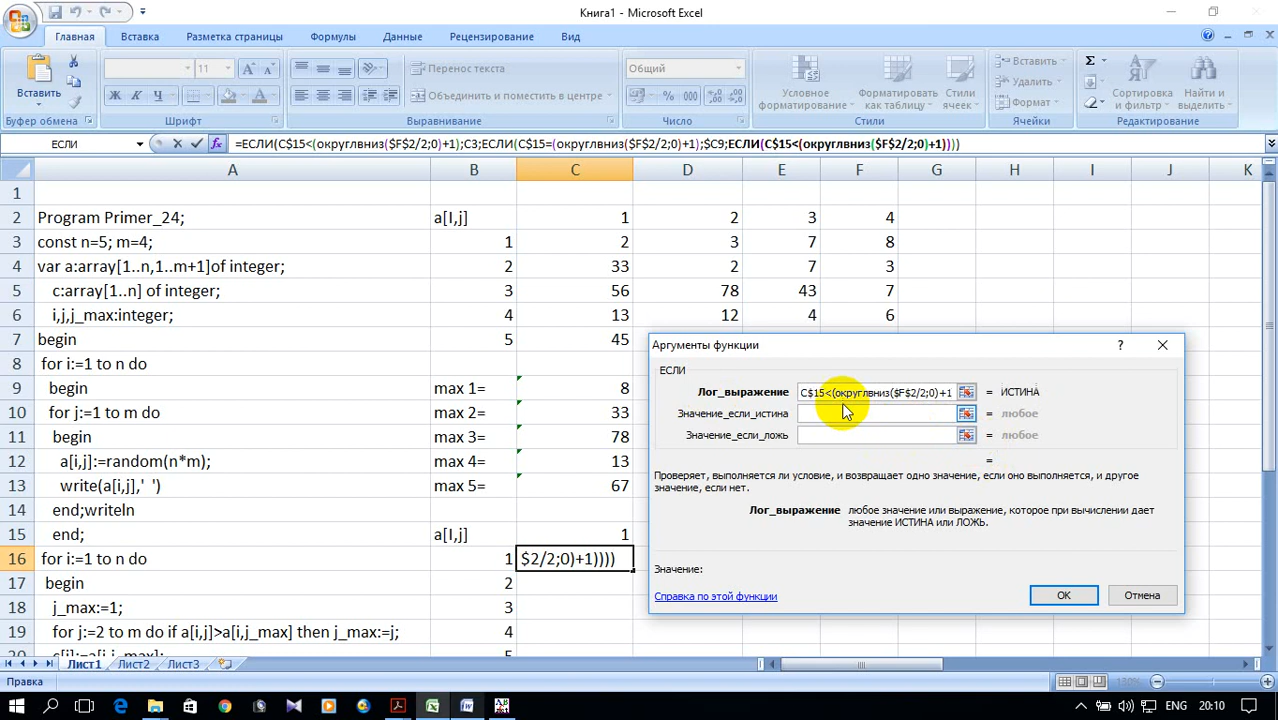 Книга1 - Microsoft Excel
Главная Вставка Разметка страницы Формулы Данные Рецензирование Вид
Вставить
11
Ж К Ч
Перенос текста
Объединить и поместить в центре
Общий
% 000
Условное форматирование
Форматировать как таблицу
Стили ячеек
Вставить
Удалить
Формат
Сортировка и фильтр
Найти и выделить
Буфер обмена Шрифт Выравнивание Число Стили Ячейки Редактирование
ЕСЛИ =ЕСЛИ(C$15<(округлвниз($F$2/2;0)+1);C3;ЕСЛИ(C$15=(округлвниз($F$2/2;0)+1);$C9;ЕСЛИ(C$15<(округлвниз($F$2/2;0)+1))))
A B C D E F G H I J K
1
2 Program Primer_24; a[I,j] 1 2 3 4
3 const n=5; m=4; 1 2 3 7 8
4 var a:array[1..n,1..m+1]of integer; 2 33 2 7 3
5 c:array[1..n] of integer; 3 56 78 43 7
6 i,j,j_max:integer; 4 13 12 4 6
7 begin 5 45
8 for i:=1 to n do
9 begin max 1= 8
10 for j:=1 to m do max 2= 33
11 begin max 3= 78
12 a[i,j]:=random(n*m); max 4= 13
13 write(a[i,j],' ') max 5= 67
14 end;writeln
15 end; a[I,j] 1
16 for i:=1 to n do 1 $2/2;0)+1))))
17 begin 2
18 j_max:=1; 3
19 for j:=2 to m do if a[i,j]>a[i,j_max] then j_max:=j; 4
Аргументы функции
?
ЕСЛИ
Лог_выражение C$15<(округлвниз($F$2/2;0)+1 = ИСТИНА
Значение_если_истина = любое
Значение_если_ложь = любое
=
Проверяет, выполняется ли условие, и возвращает одно значение, если оно выполняется, и другое
значение, если нет.
Лог_выражение любое значение или выражение, которое при вычислении дает
значение ИСТИНА или ЛОЖЬ.
Значение:
Справка по этой функции
OK Отмена
Лист1 Лист2 Лист3
Правка 130%
ENG 20:10